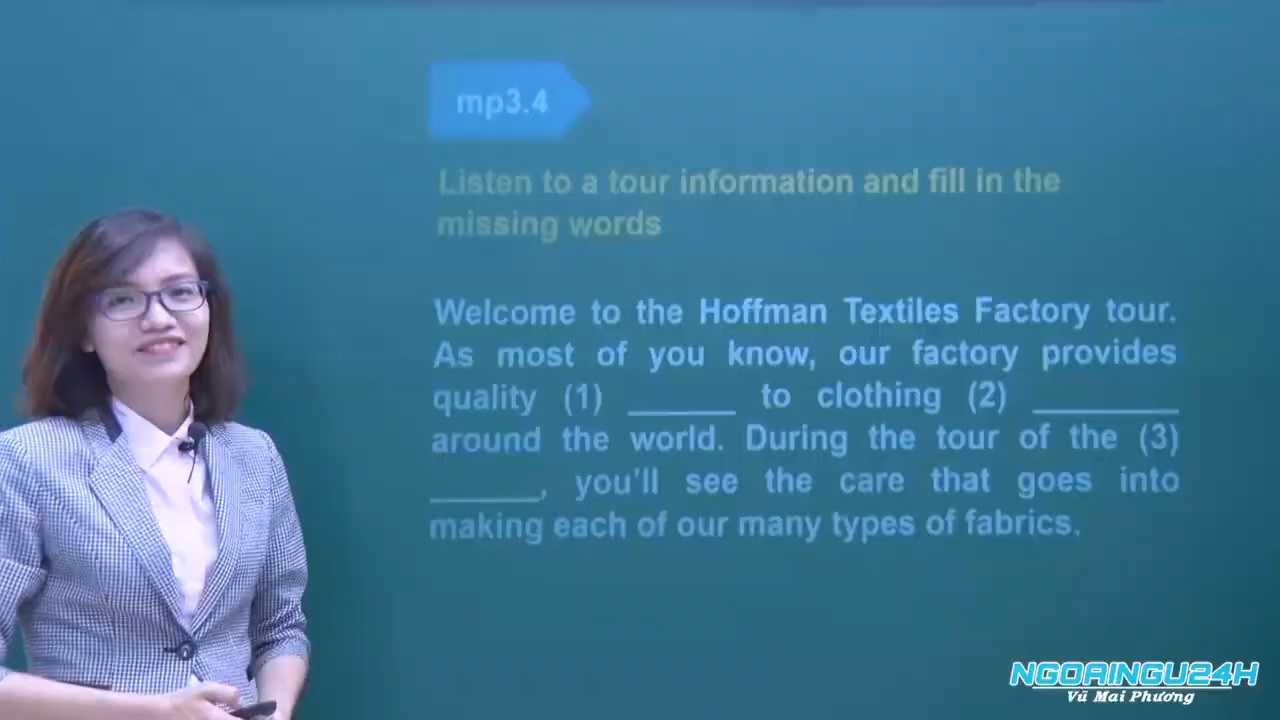 mp3.4
Listen to a tour information and fill in the
missing words
Welcome to the Hoffman Textiles Factory tour.
As most of you know, our factory provides
quality (1) ______ to clothing (2) ________
around the world. During the tour of the (3)
______, you'll see the care that goes into
making each of our many types of fabrics.
NGOAINGU24H
Vũ Mai Phương